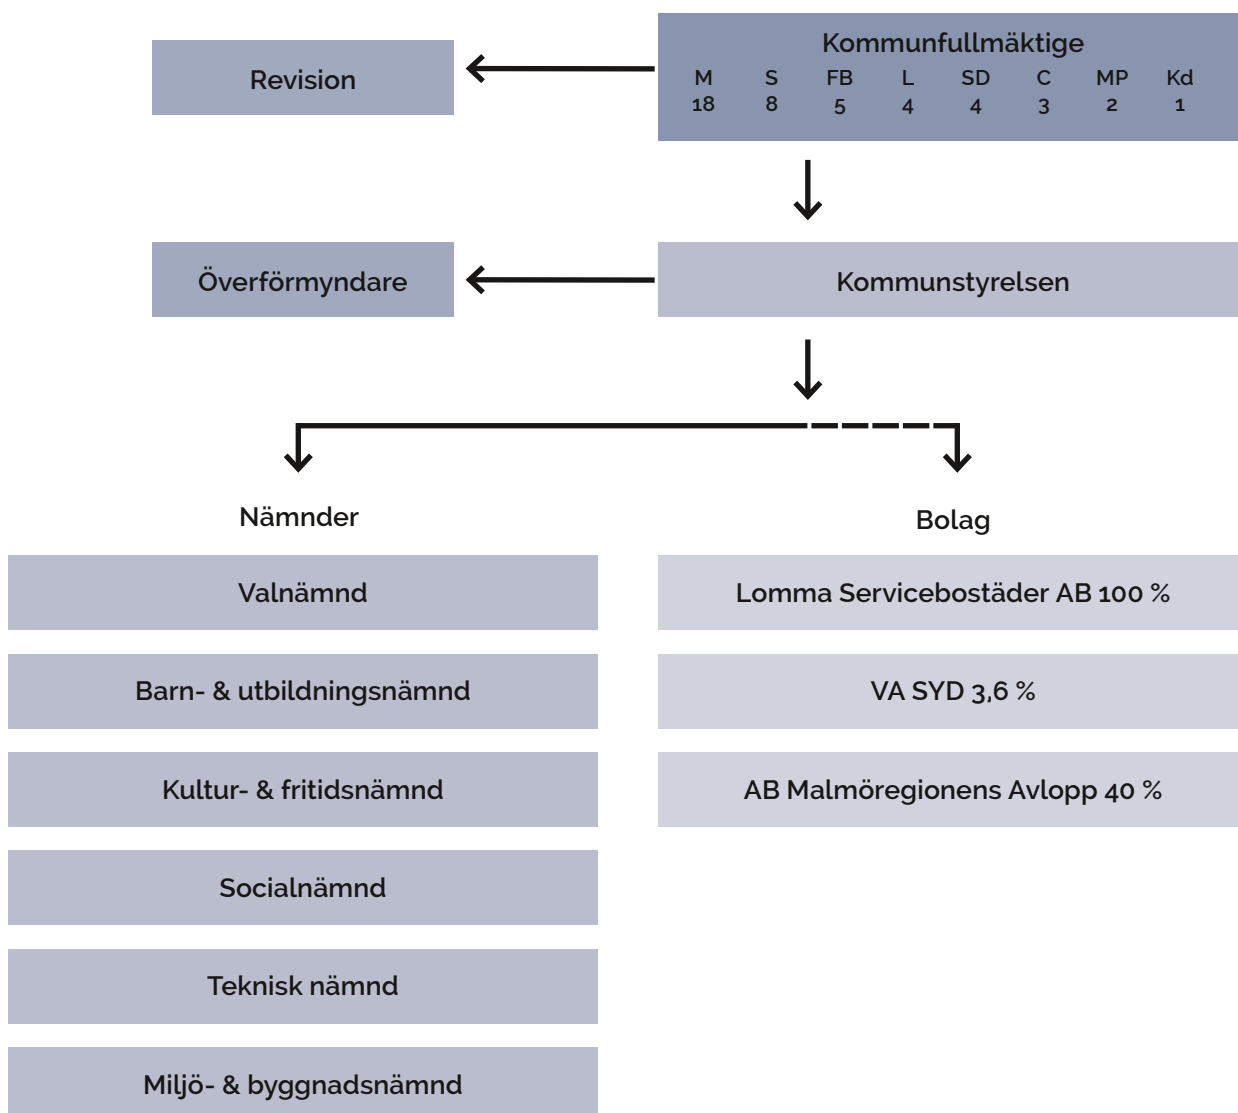 Kommunfullmäktige
M S FB L SD C MP Kd
18 8 5 4 4 3 2 1
Revision
Överförmyndare
Kommunstyrelsen
Nämnder
Valnämnd
Barn- & utbildningsnämnd
Kultur- & fritidsnämnd
Socialnämnd
Teknisk nämnd
Miljö- & byggnadsnämnd
Bolag
Lomma Servicebostäder AB 100 %
VA SYD 3,6 %
AB Malmöregionens Avlopp 40 %